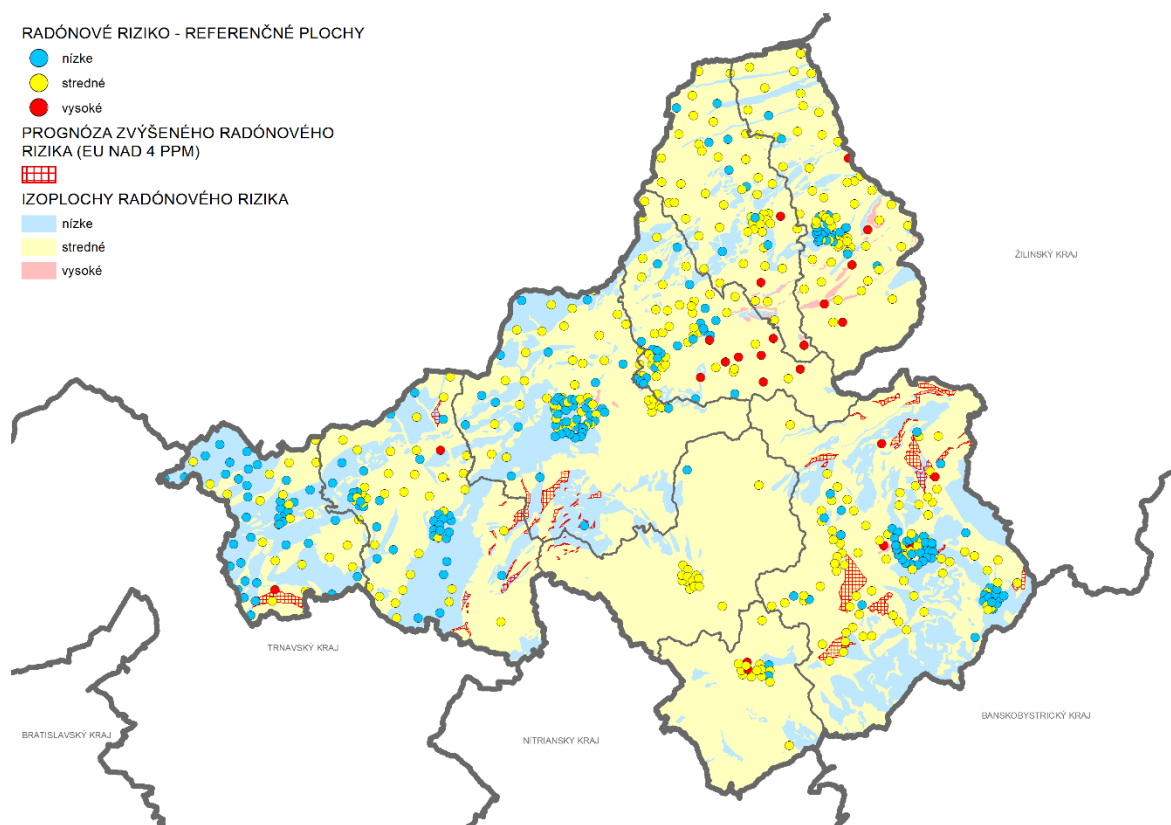 RADÓNOVÉ RIZIKO - REFERENČNÉ PLOCHY
nízke
stredné
vysoké
PROGNÓZA ZVÝŠENÉHO RADÓNOVÉHO
RIZIKA (EU NAD 4 PPM)
IZOPLOCHY RADÓNOVÉHO RIZIKA
nízke
stredné
vysoké
ŽILINSKÝ KRAJ
TRNAVSKÝ KRAJ
BRATISLAVSKÝ KRAJ
NITRIANSKY KRAJ
BANSKOBYSTRICKÝ KRAJ